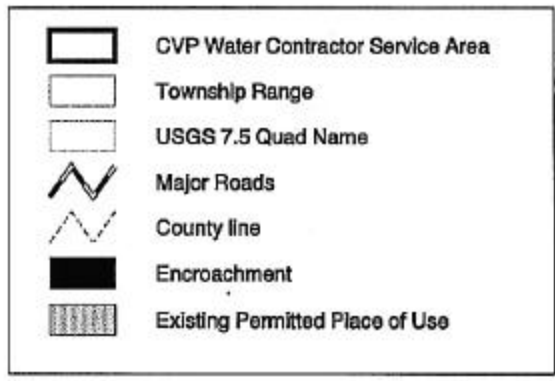 CVP Water Contractor Service Area
Township Range
USGS 7.5 Quad Name
Major Roads
County line
Encroachment
Existing Permitted Place of Use